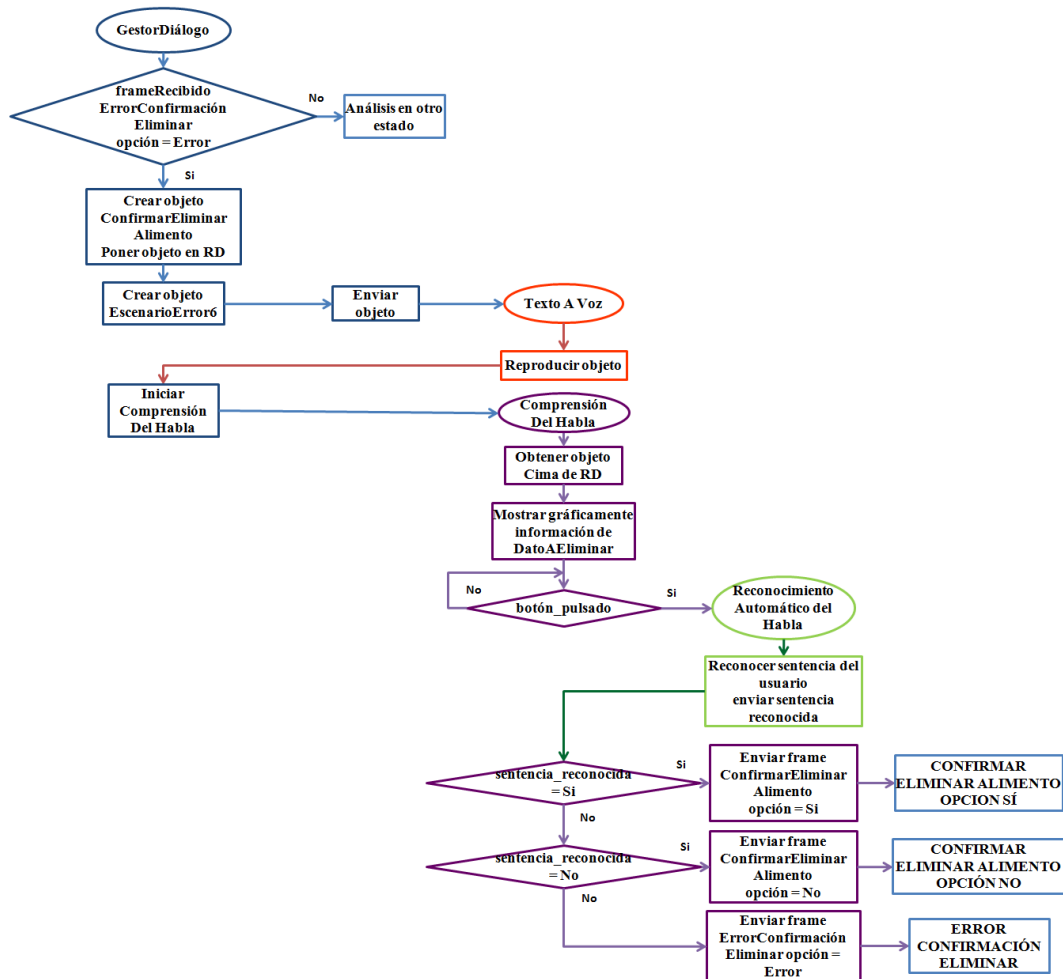 GestorDiálogo
frameRecibido
ErrorConfirmación
Eliminar
opción = Error
No
Análisis en otro
estado
Si
Crear objeto
ConfirmarEliminar
Alimento
Poner objeto en RD
Crear objeto
EscenarioError6
Enviar
objeto
Texto A Voz
Reproducir objeto
Iniciar
Comprensión
Del Habla
Comprensión
Del Habla
Obtener objeto
Cima de RD
Mostrar gráficamente
información de
DatoAEliminar
No
botón_pulsado
Si
Reconocimiento
Automático del
Habla
Reconocer sentencia del
usuario
enviar sentencia
reconocida
sentencia_reconocida
= Si
Si
Enviar frame
ConfirmarEliminar
Alimento
opción = Si
CONFIRMAR
ELIMINAR ALIMENTO
OPCION SÍ
No
sentencia_reconocida
= No
Si
Enviar frame
ConfirmarEliminar
Alimento
opción = No
CONFIRMAR
ELIMINAR ALIMENTO
OPCIÓN NO
No
Enviar frame
ErrorConfirmación
Eliminar opción =
Error
ERROR
CONFIRMACIÓN
ELIMINAR